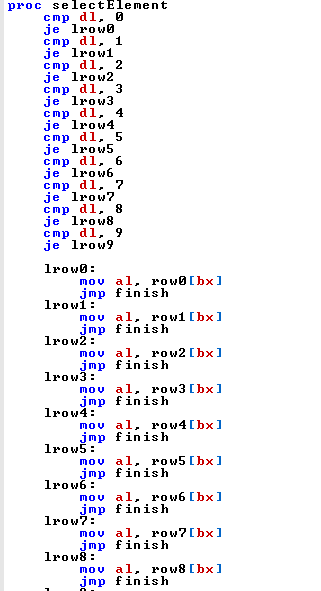 proc selectElement
cmp dl, 0
je lrow0
cmp dl, 1
je lrow1
cmp dl, 2
je lrow2
cmp dl, 3
je lrow3
cmp dl, 4
je lrow4
cmp dl, 5
je lrow5
cmp dl, 6
je lrow6
cmp dl, 7
je lrow7
cmp dl, 8
je lrow8
cmp dl, 9
je lrow9
lrow0:
mov al, row0[bx]
jmp finish
lrow1:
mov al, row1[bx]
jmp finish
lrow2:
mov al, row2[bx]
jmp finish
lrow3:
mov al, row3[bx]
jmp finish
lrow4:
mov al, row4[bx]
jmp finish
lrow5:
mov al, row5[bx]
jmp finish
lrow6:
mov al, row6[bx]
jmp finish
lrow7:
mov al, row7[bx]
jmp finish
lrow8:
mov al, row8[bx]
jmp finish